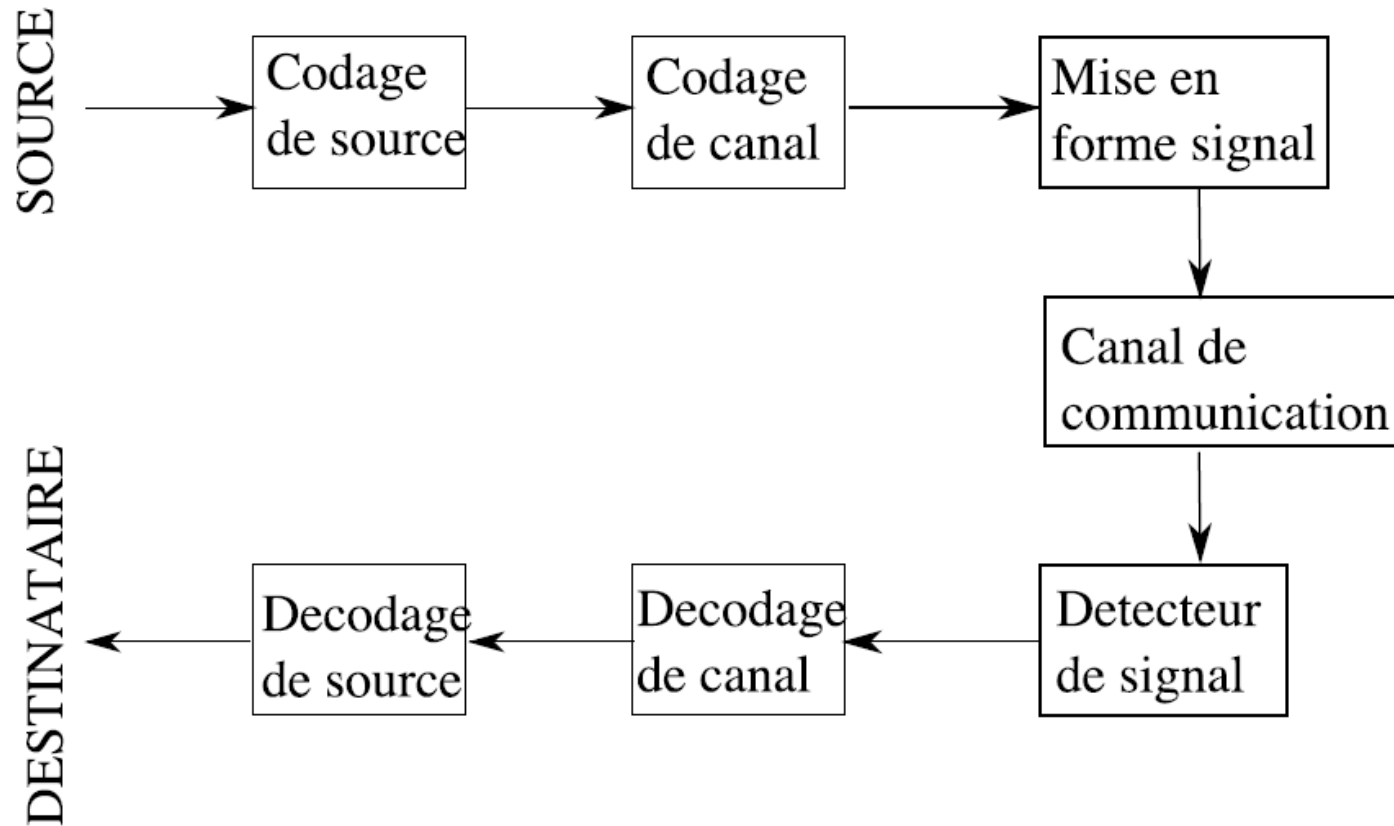 SOURCE
Codage
de source
Codage
de canal
Mise en
forme signal
Canal de
communication
DESTINATAIRE
Decodage
de source
Decodage
de canal
Detecteur
de signal